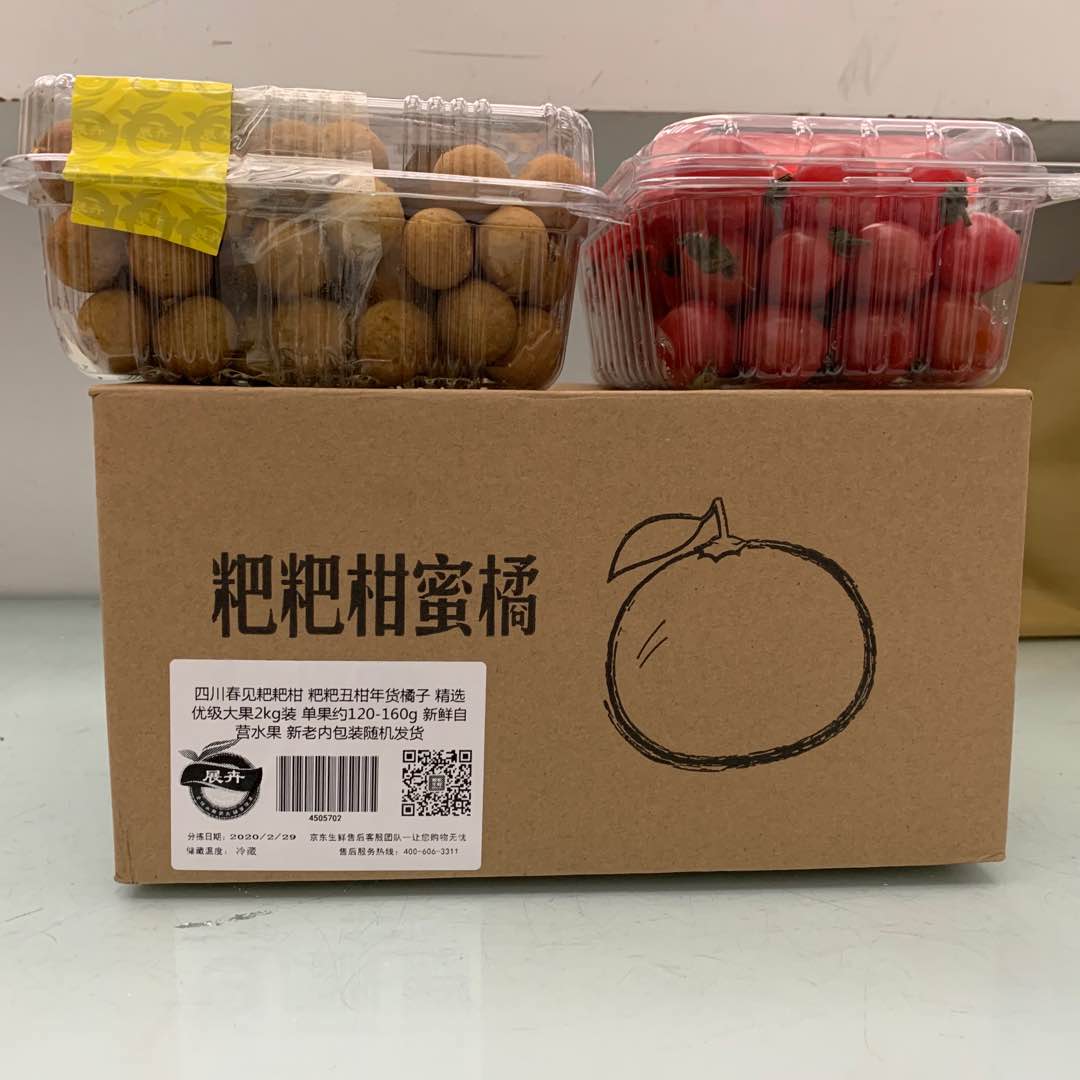 展卉
粑粑柑蜜橘
四川春见耙耙柑 粑粑丑柑年货橘子 精选
优级大果2kg装 单果约120-160g 新鲜自
营水果 新老内包装随机发货
展卉
4505702
分拣日期: 2020/2/29 京东生鲜售后客服团队一让您购物无忧
储藏温度: 冷藏 售后服务热线: 400-606-3311